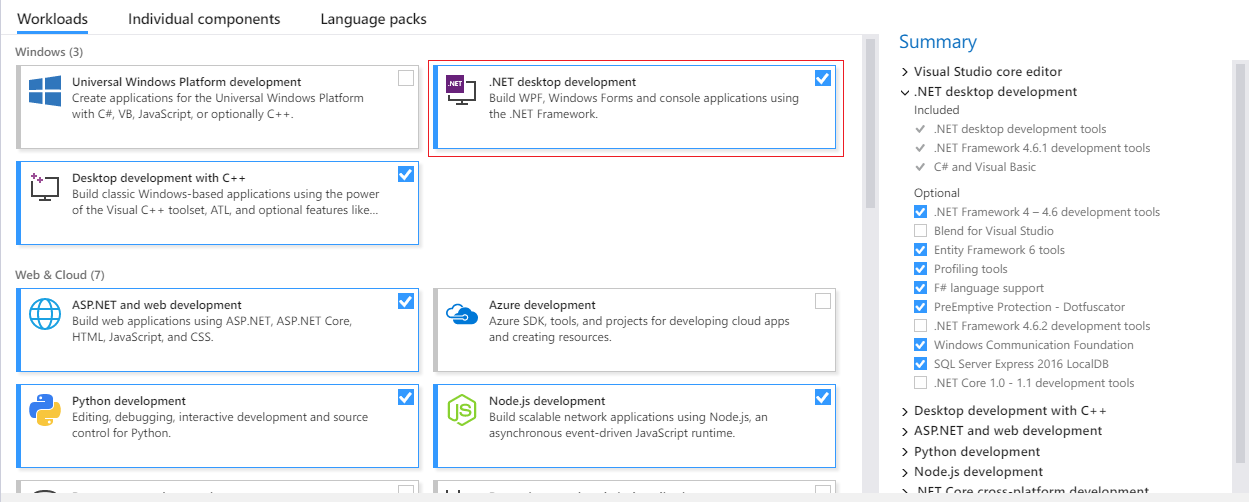 Workloads
Individual components
Language packs
Windows (3)
Universal Windows Platform development
Create applications for the Universal Windows Platform
with C#, VB, JavaScript, or optionally C++.
.NET
.NET desktop development
Build WPF, Windows Forms and console applications using
the .NET Framework.
Desktop development with C++
Build classic Windows-based applications using the power
of the Visual C++ toolset, ATL, and optional features like...
Web & Cloud (7)
ASP.NET and web development
Build web applications using ASP.NET, ASP.NET Core,
HTML, JavaScript, and CSS.
Azure development
Azure SDK, tools, and projects for developing cloud apps
and creating resources.
Python development
Editing, debugging, interactive development and source
control for Python.
JS
Node.js development
Build scalable network applications using Node.js, an
asynchronous event-driven JavaScript runtime.
Summary
Visual Studio core editor
.NET desktop development
Included
.NET desktop development tools
.NET Framework 4.6.1 development tools
C# and Visual Basic
Optional
.NET Framework 4 – 4.6 development tools
Blend for Visual Studio
Entity Framework 6 tools
Profiling tools
F# language support
PreEmptive Protection - Dotfuscator
.NET Framework 4.6.2 development tools
Windows Communication Foundation
SQL Server Express 2016 LocalDB
.NET Core 1.0 - 1.1 development tools
Desktop development with C++
ASP.NET and web development
Python development
Node.js development
.NET Core cross-platform development